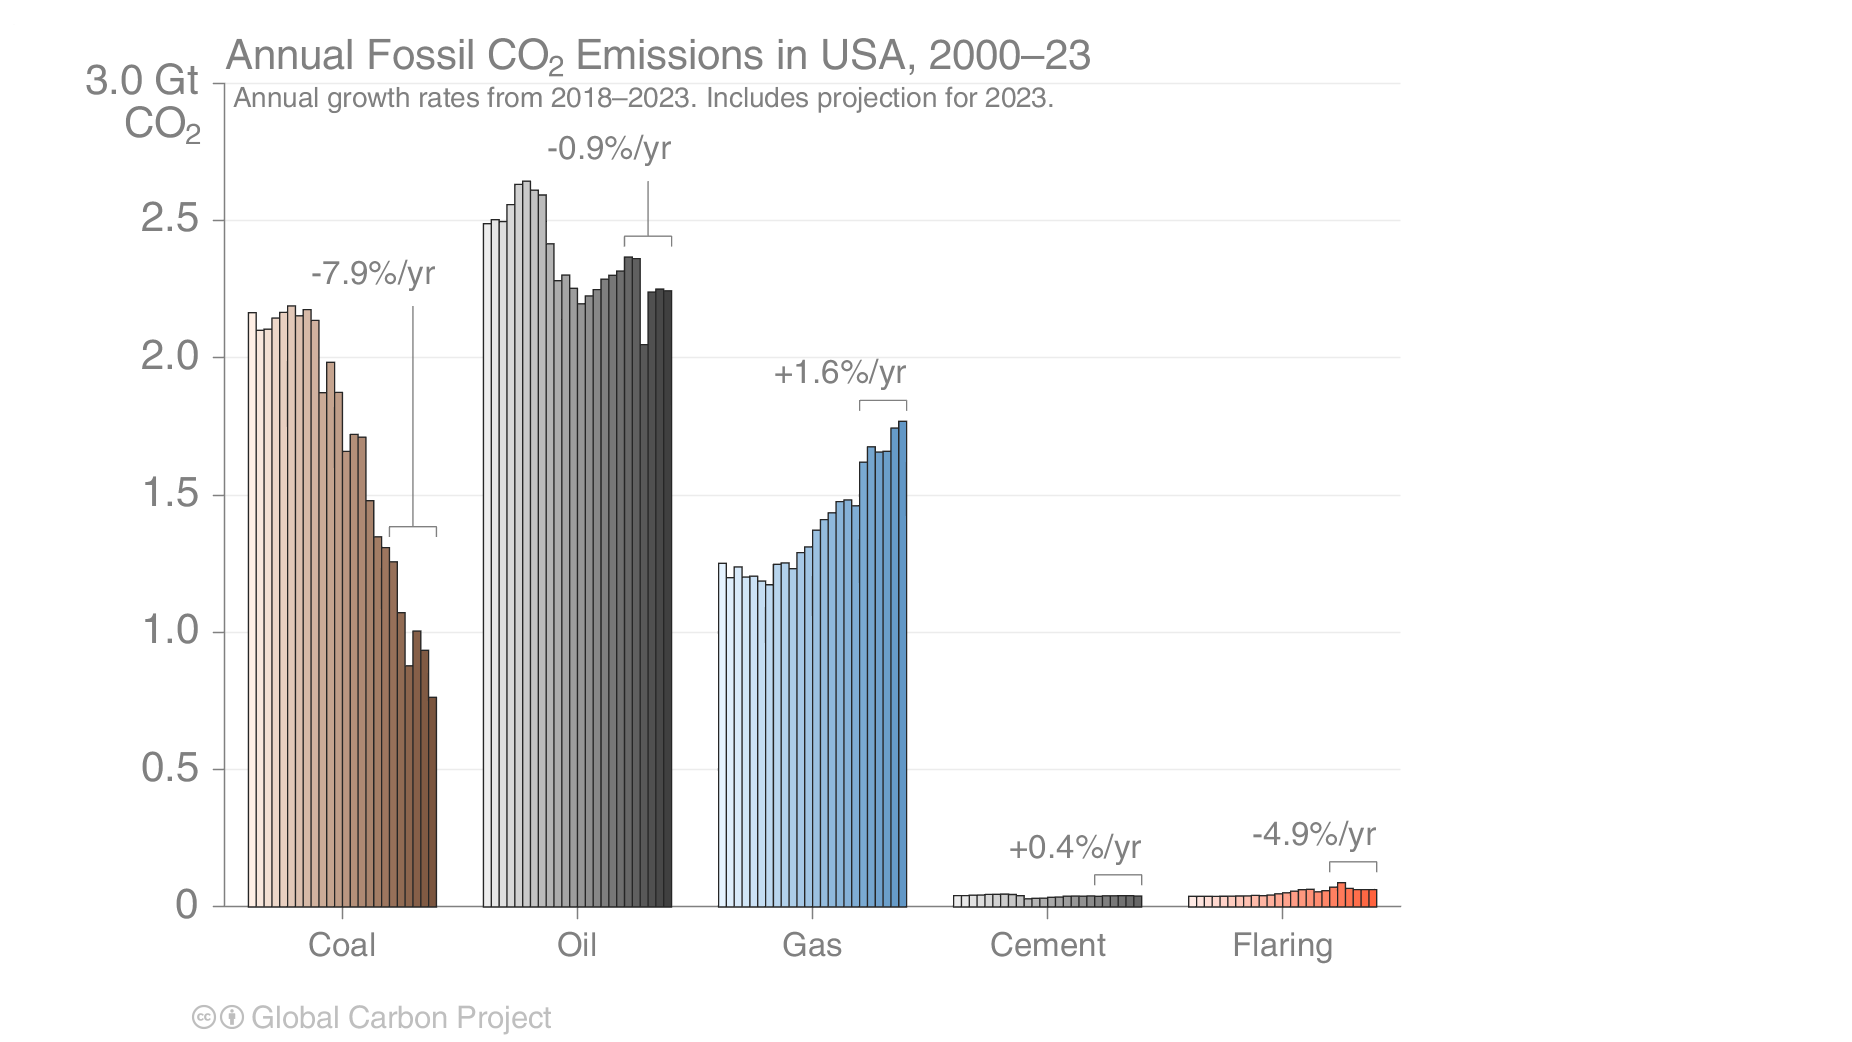 Annual Fossil CO₂ Emissions in USA, 2000–23
3.0 Gt
CO₂
Annual growth rates from 2018–2023. Includes projection for 2023.
-0.9%/yr
2.5
-7.9%/yr
2.0
+1.6%/yr
1.5
1.0
0.5
+0.4%/yr
-4.9%/yr
0
Coal
Oil
Gas
Cement
Flaring
cc Global Carbon Project